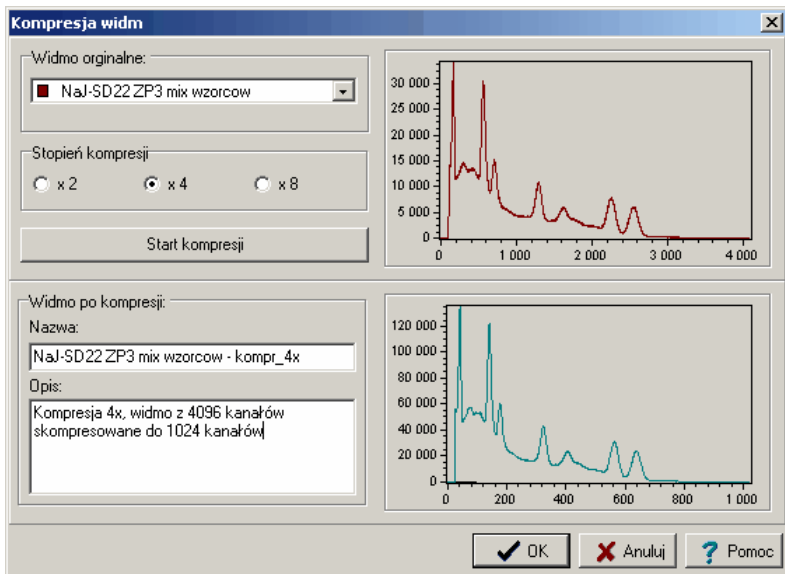 Kompresja widm
Widmo orginalne:
NaJ-SD22 ZP3 mix wzorcow
Stopień kompresji
x 2 x 4 x 8
Start kompresji
30 000
25 000
20 000
15 000
10 000
5 000
0
0 1 000 2 000 3 000 4 000
Widmo po kompresji:
Nazwa:
NaJ-SD22 ZP3 mix wzorcow - kompr_4x
Opis:
Kompresja 4x, widmo z 4096 kanałów
skompresowane do 1024 kanałów
120 000
100 000
80 000
60 000
40 000
20 000
0
0 200 400 600 800 1 000
OK Anuluj Pomoc